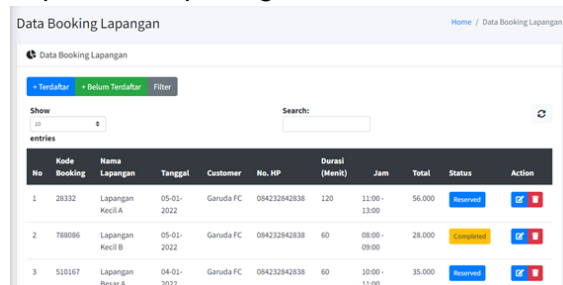 Data Booking Lapangan
Home / Data Booking Lapangan
Data Booking Lapangan
+ Terdaftar + Belum Terdaftar Filter
Show
10
entries
Search:
No Kode Booking Nama Lapangan Tanggal Customer No. HP Durasi (Menit) Jam Total Status Action
1 28332 Lapangan Kecil A 05-01-2022 Garuda FC 084232842838 120 11:00 - 13:00 56.000 Reserved
2 788086 Lapangan Kecil B 05-01-2022 Garuda FC 084232842838 60 08:00 - 09:00 28.000 Completed
3 510167 Lapangan Besar A 04-01-2022 Garuda FC 084232842838 60 10:00 - 11:00 35.000 Reserved